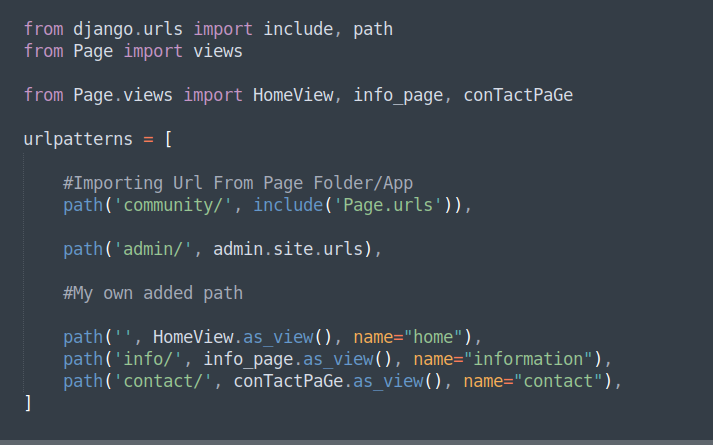 from django.urls import include, path
from Page import views
from Page.views import HomeView, info_page, conTactPaGe
urlpatterns = [
#Importing Url From Page Folder/App
path('community/', include('Page.urls')),
path('admin/', admin.site.urls),
#My own added path
path('', HomeView.as_view(), name="home"),
path('info/', info_page.as_view(), name="information"),
path('contact/', conTactPaGe.as_view(), name="contact"),
]